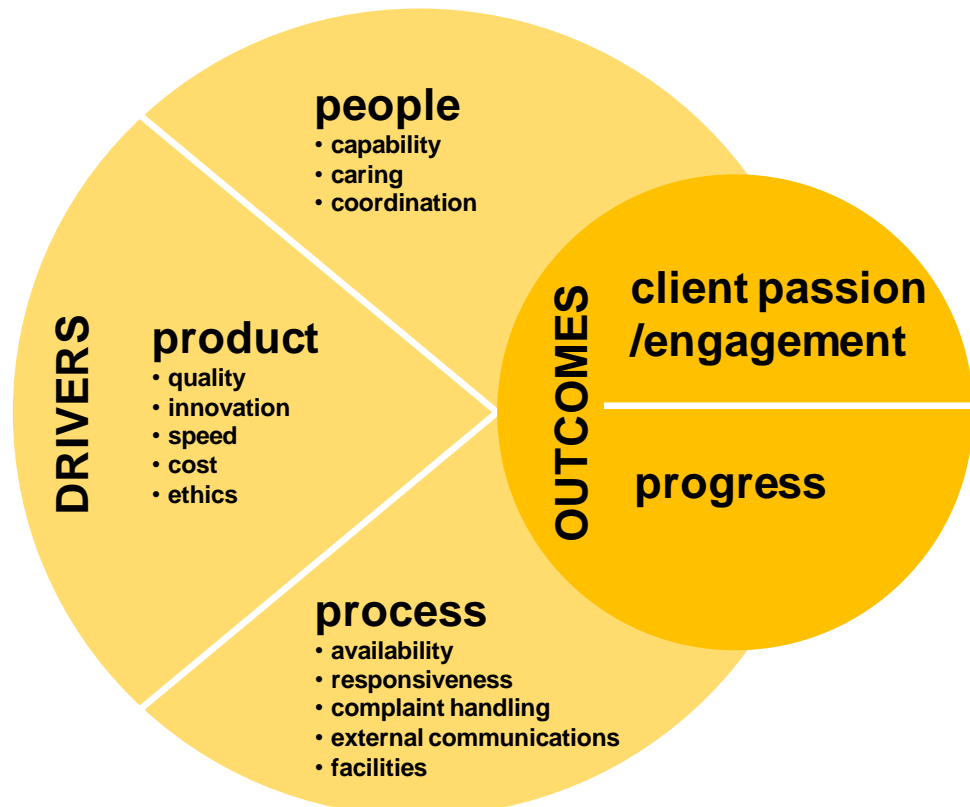 DRIVERS
people
• capability
• caring
• coordination
product
• quality
• innovation
• speed
• cost
• ethics
process
• availability
• responsiveness
• complaint handling
• external communications
• facilities
OUTCOMES
client passion
/engagement
progress